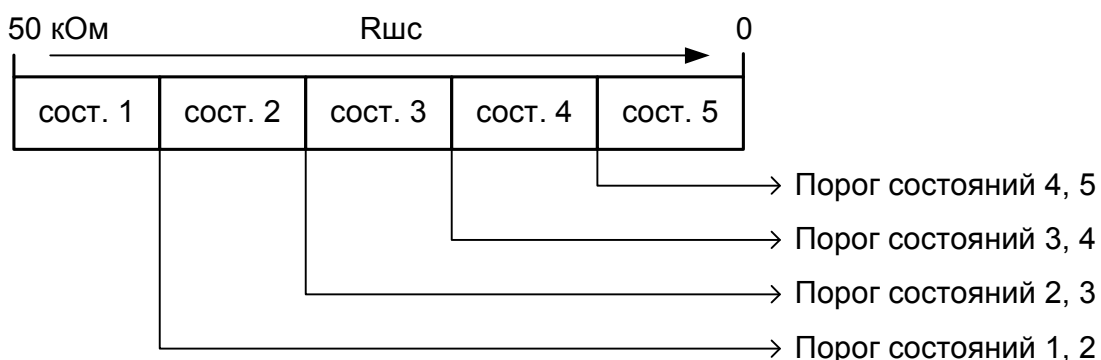 50 кОм Rшс 0
сост. 1 сост. 2 сост. 3 сост. 4 сост. 5
Порог состояний 4, 5
Порог состояний 3, 4
Порог состояний 2, 3
Порог состояний 1, 2